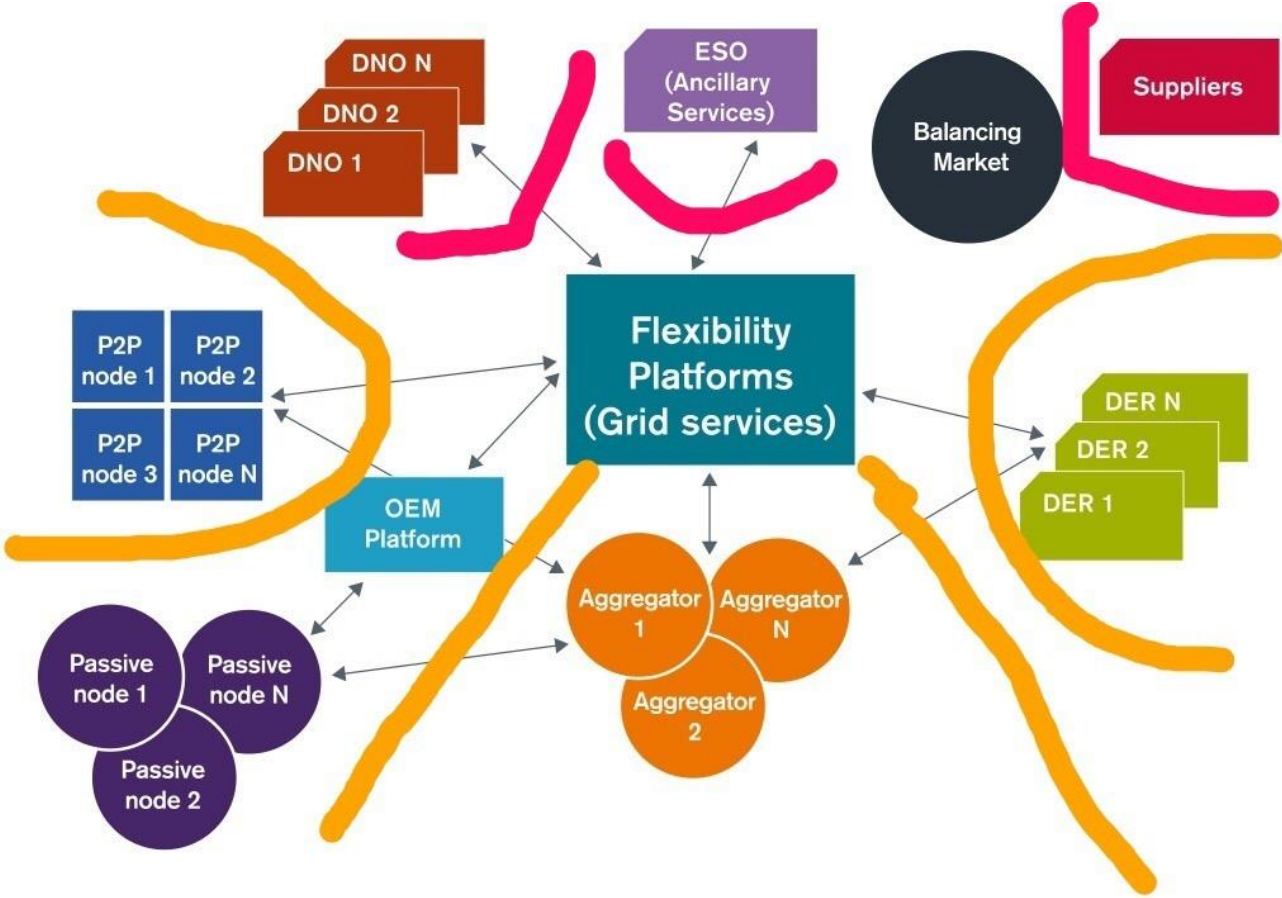 DNO N
DNO 2
DNO 1
ESO
(Ancillary
Services)
Balancing
Market
Suppliers
P2P
node 1
P2P
node 2
P2P
node 3
P2P
node N
Flexibility
Platforms
(Grid services)
DER N
DER 2
DER 1
OEM
Platform
Aggregator
1
Aggregator
N
Aggregator
2
Passive
node 1
Passive
node N
Passive
node 2